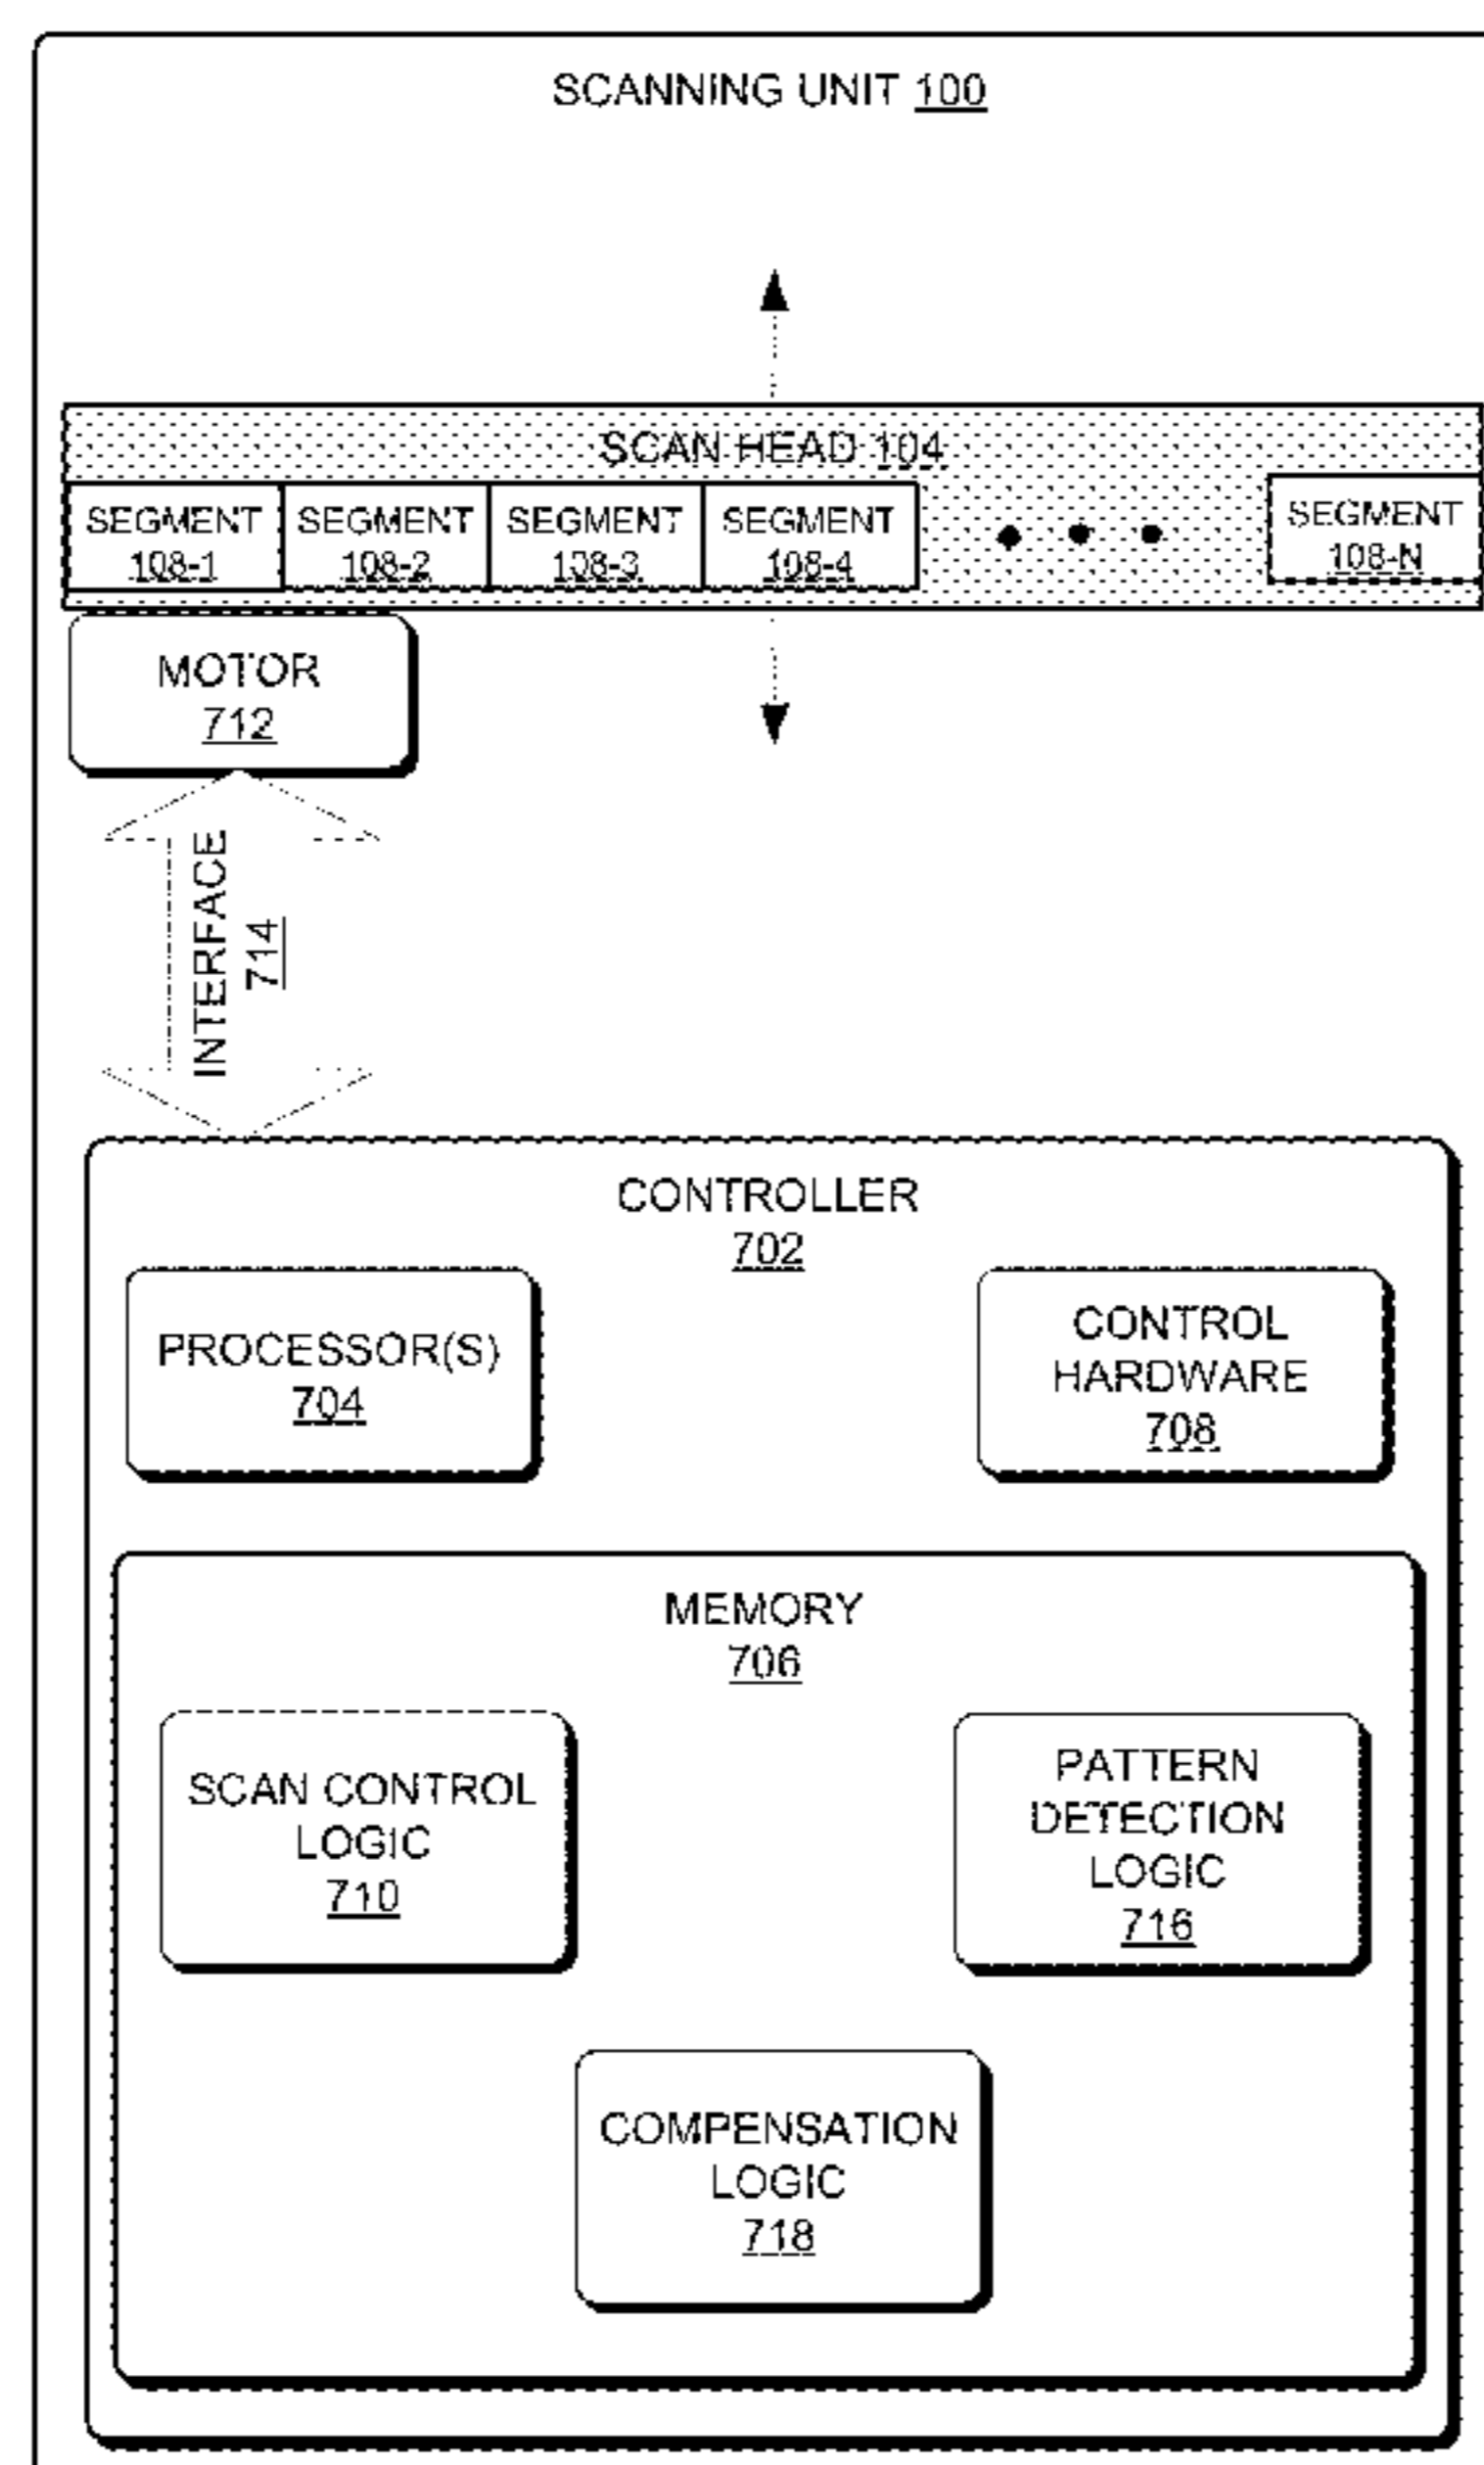 SCANNING UNIT 100
SCAN HEAD 104
SEGMENT
108-1
SEGMENT
108-2
SEGMENT
108-3
SEGMENT
108-4
SEGMENT
108-N
MOTOR
712
INTERFACE
714
CONTROLLER
702
PROCESSOR(S)
704
CONTROL
HARDWARE
708
MEMORY
706
SCAN CONTROL
LOGIC
710
PATTERN
DETECTION
LOGIC
716
COMPENSATION
LOGIC
718